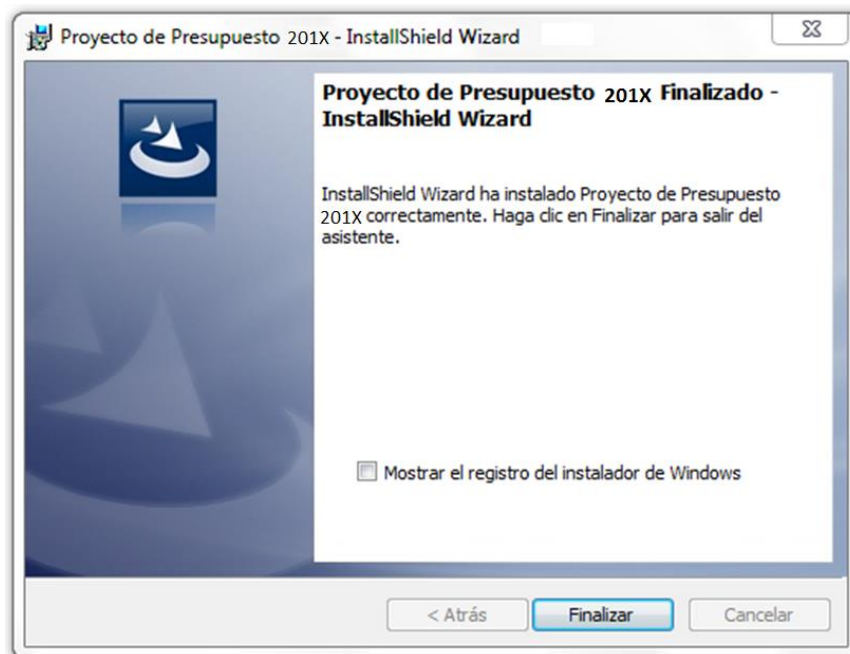 Proyecto de Presupuesto 201X - InstallShield Wizard
Proyecto de Presupuesto 201X Finalizado -
InstallShield Wizard
InstallShield Wizard ha instalado Proyecto de Presupuesto
201X correctamente. Haga clic en Finalizar para salir del
asistente.
Mostrar el registro del instalador de Windows
< Atrás Finalizar Cancelar